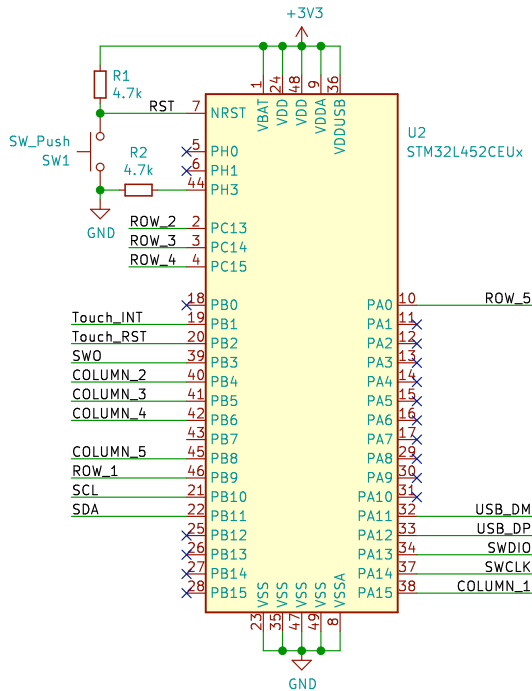 +3V3
R1
4.7k
RST
SW_Push
SW1
R2
4.7k
GND
1 VBAT
24 VDD
48 VDD
9 VDDA
36 VDDUSB
U2
STM32L452CEUx
7 NRST
5 PH0
6 PH1
44 PH3
ROW_2 2 PC13
ROW_3 3 PC14
ROW_4 4 PC15
18 PB0
Touch_INT 19 PB1
Touch_RST 20 PB2
SWO 39 PB3
COLUMN_2 40 PB4
COLUMN_3 41 PB5
COLUMN_4 42 PB6
43 PB7
COLUMN_5 45 PB8
ROW_1 46 PB9
SCL 21 PB10
SDA 22 PB11
25 PB12
26 PB13
27 PB14
28 PB15
PA0 10 ROW_5
PA1 11
PA2 12
PA3 13
PA4 14
PA5 15
PA6 16
PA7 17
PA8 29
PA9 30
PA10 31
PA11 32 USB_DM
PA12 33 USB_DP
PA13 34 SWDIO
PA14 37 SWCLK
PA15 38 COLUMN_1
VSS 23
VSS 35
VSS 47
VSS 49
VSSA 8
GND